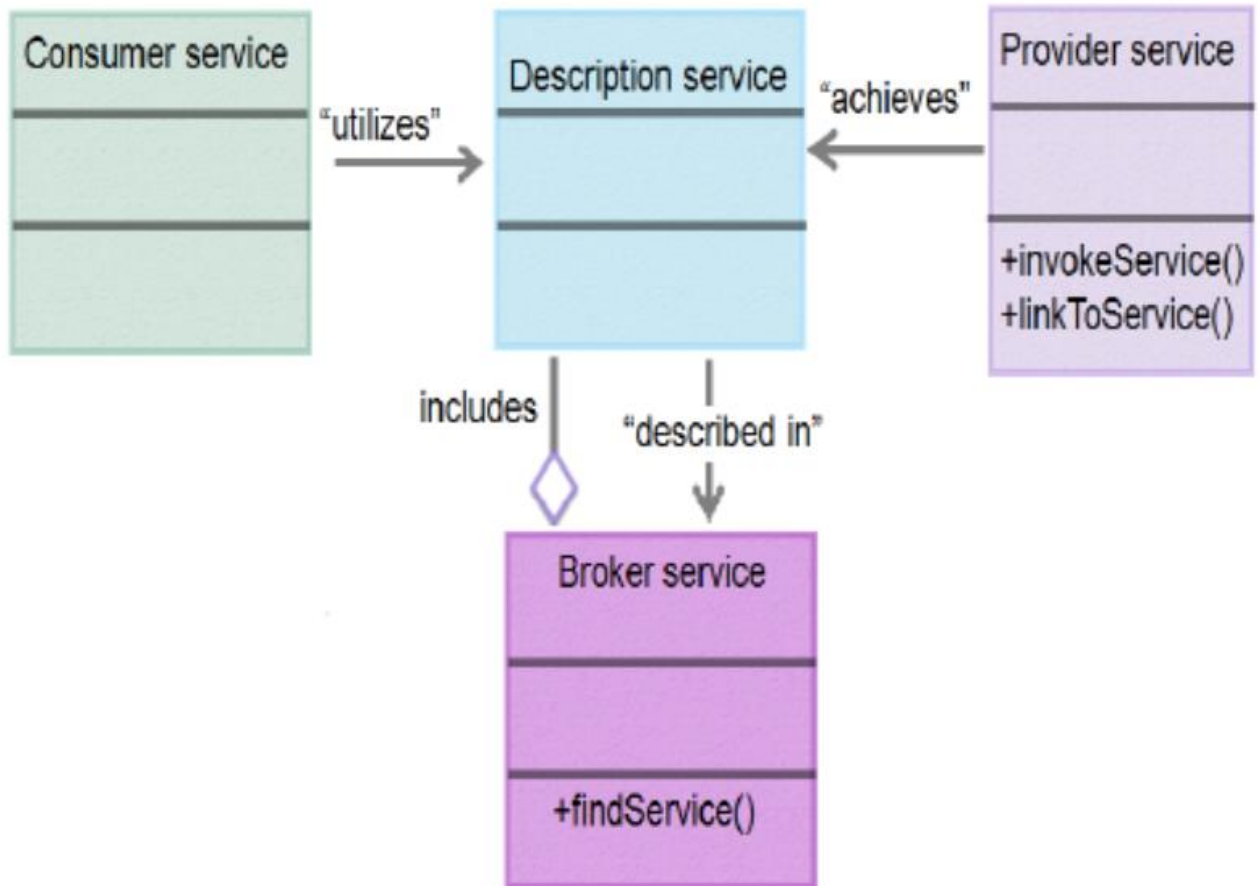 Consumer service
Description service
Provider service
“utilizes”
“achieves”
+invokeService()
+linkToService()
includes
“described in”
Broker service
+findService()